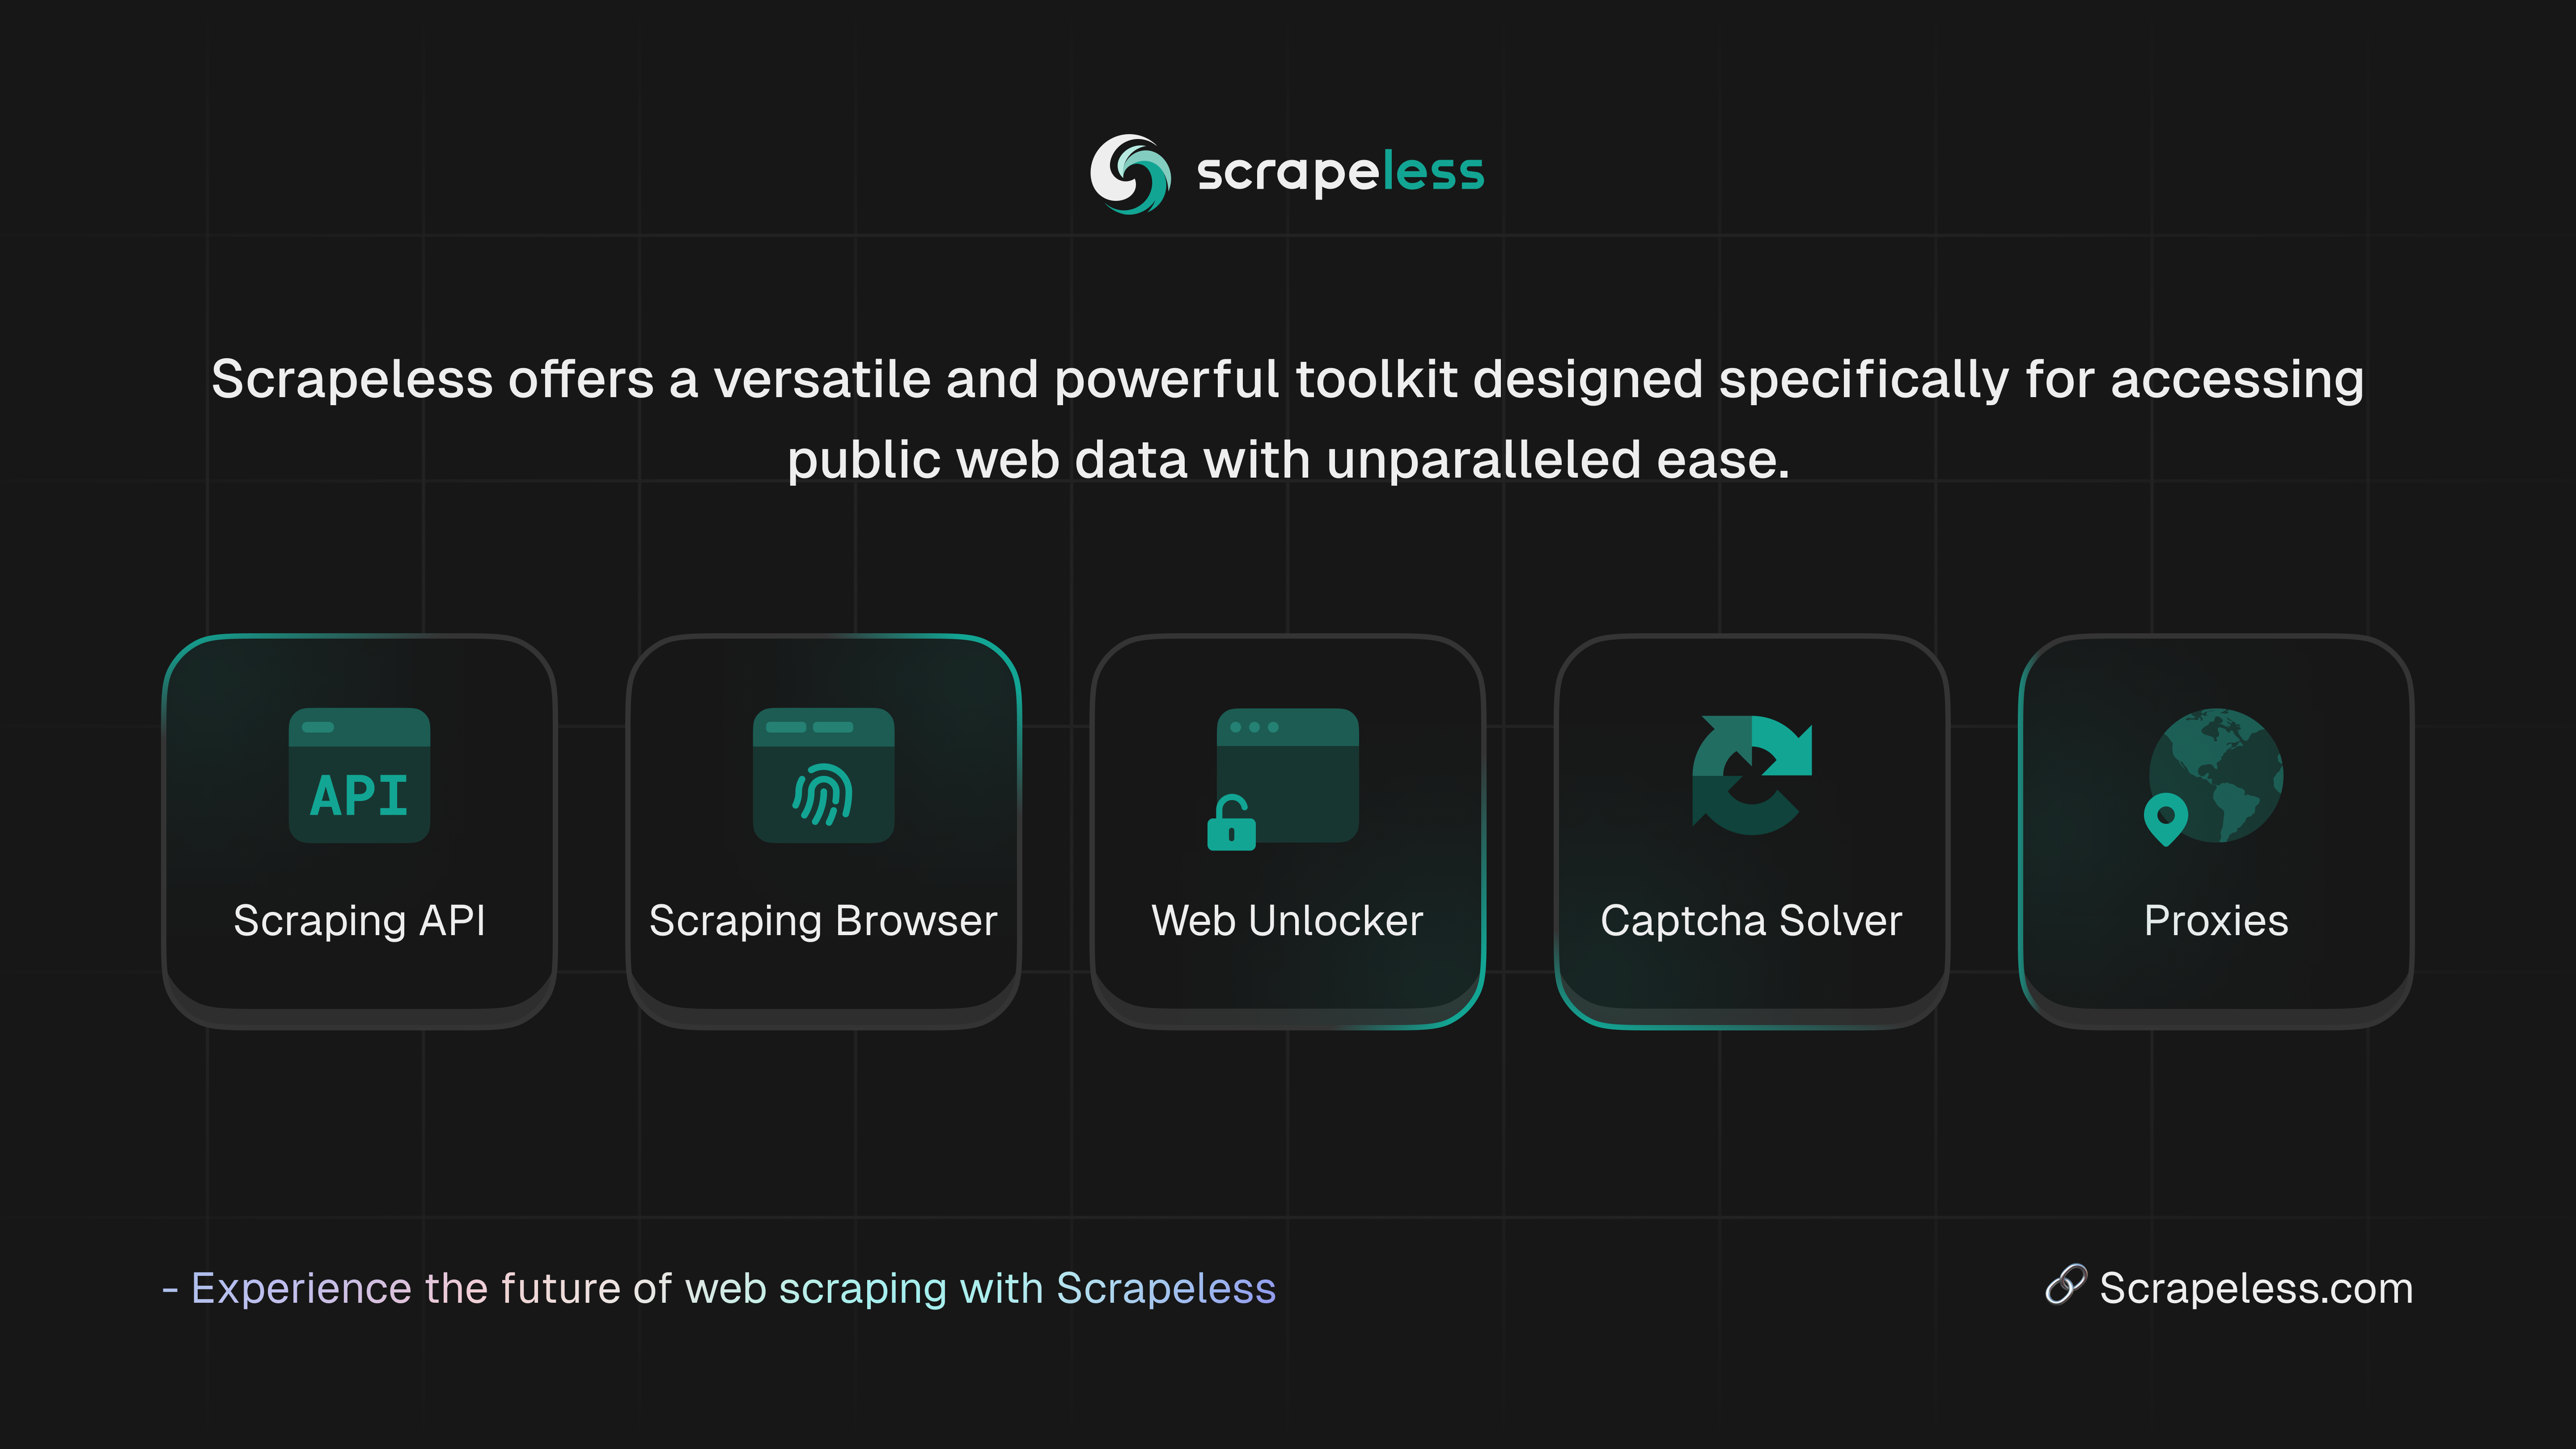 scrapeless
Scrapeless offers a versatile and powerful toolkit designed specifically for accessing
public web data with unparalleled ease.
API
Scraping API
Scraping Browser
Web Unlocker
Captcha Solver
Proxies
- Experience the future of web scraping with Scrapeless
Scrapeless.com